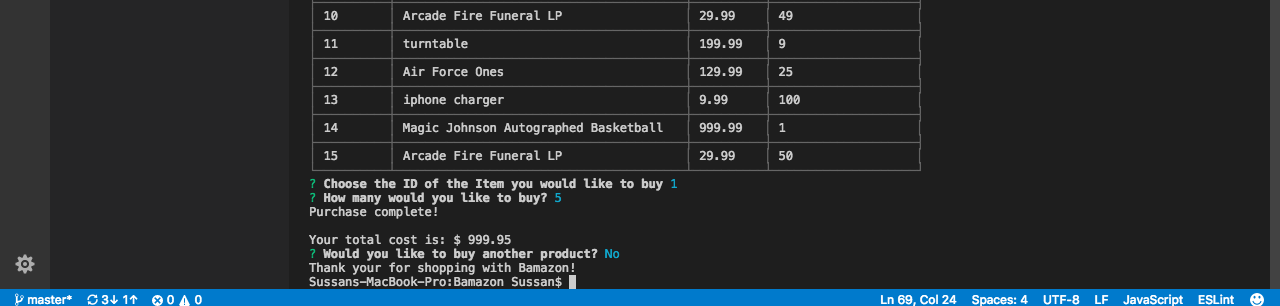 10 Arcade Fire Funeral LP 29.99 49
11 turntable 199.99 9
12 Air Force Ones 129.99 25
13 iphone charger 9.99 100
14 Magic Johnson Autographed Basketball 999.99 1
15 Arcade Fire Funeral LP 29.99 50
? Choose the ID of the Item you would like to buy 1
? How many would you like to buy? 5
Purchase complete!
Your total cost is: $ 999.95
? Would you like to buy another product? No
Thank your for shopping with Bamazon!
Sussans-MacBook-Pro:Bamazon Sussan$
master* 3↓ 1↑ 0 0 Ln 69, Col 24 Spaces: 4 UTF-8 LF JavaScript ESLint